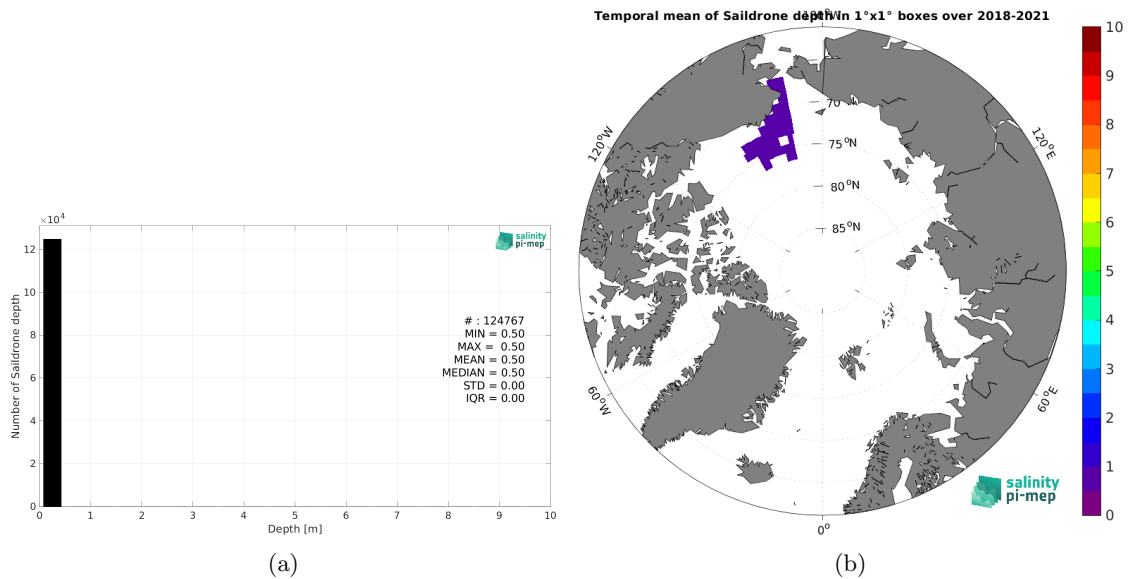 ×10⁴
12
10
8
6
4
2
0
Number of Saildrone depth
0 1 2 3 4 5 6 7 8 9 10
Depth [m]
salinity
pi-mep
# : 124767
MIN = 0.50
MAX = 0.50
MEAN = 0.50
MEDIAN = 0.50
STD = 0.00
IQR = 0.00
(a)
Temporal mean of Saildrone depth in 1°x1° boxes over 2018-2021
180°W
120°W
120°E
60°W
60°E
0°
70°N
75°N
80°N
85°N
salinity
pi-mep
10
9
8
7
6
5
4
3
2
1
0
(b)